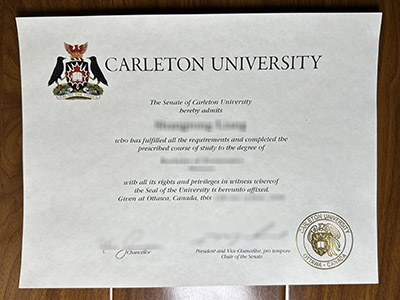 CARLETON UNIVERSITY
The Senate of Carleton University
hereby admits
who has fulfilled all the requirements and completed the
prescribed course of study to the degree of
with all its rights and privileges in witness whereof
the Seal of the University is hereunto affixed.
Given at Ottawa, Canada, this
Chancellor
President and Vice-Chancellor, pro tempore
Chair of the Senate
CARLETON UNIVERSITY
OTTAWA • CANADA